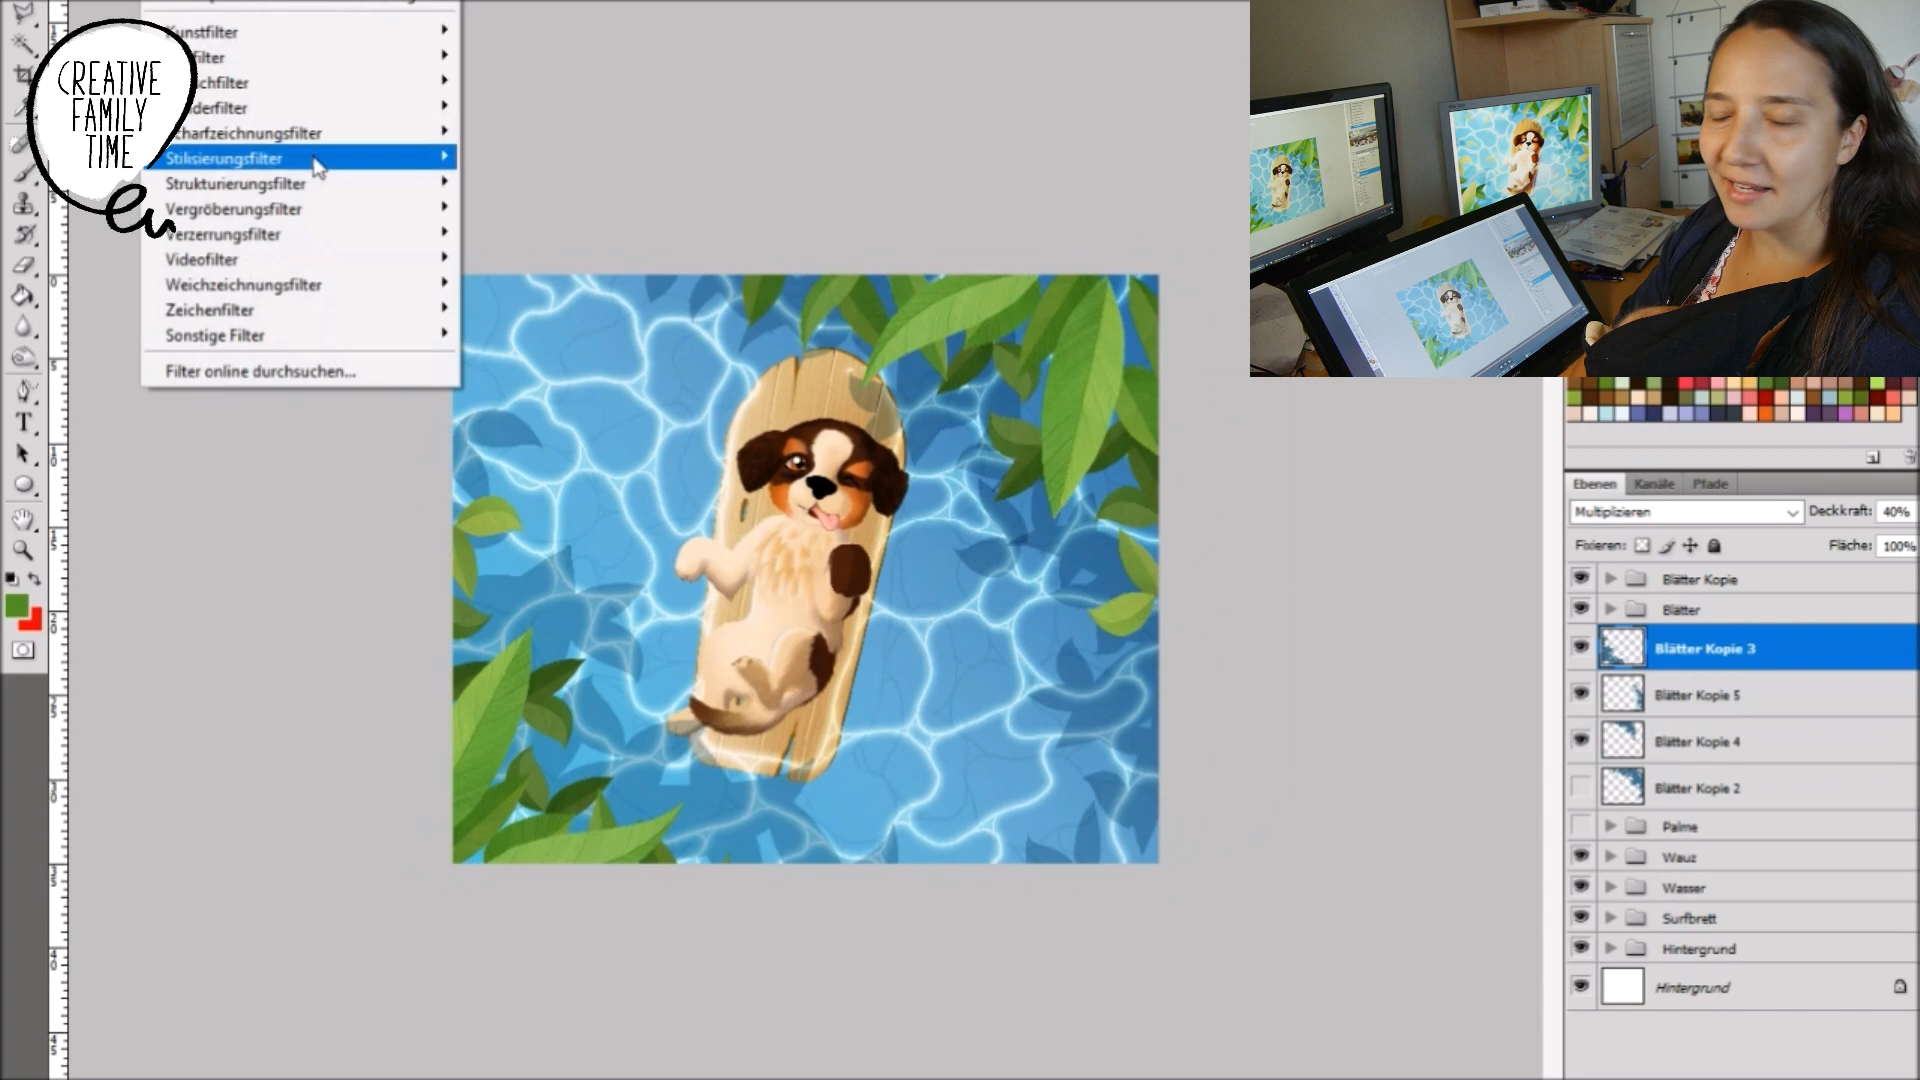 CREATIVE
FAMILY
TIME
en
Stilisierungsfilter
Strukturierungsfilter
Vergröberungsfilter
Verzerrungsfilter
Videofilter
Weichzeichnungsfilter
Zeichenfilter
Sonstige Filter
Filter online durchsuchen...
Ebenen Kanäle Pfade
Multiplizieren Deckkraft: 40%
Fixieren: Fläche: 100%
Blätter Kopie
Blätter
Blätter Kopie 3
Blätter Kopie 5
Blätter Kopie 4
Blätter Kopie 2
Palme
Wauz
Wasser
Surfbrett
Hintergrund
Hintergrund